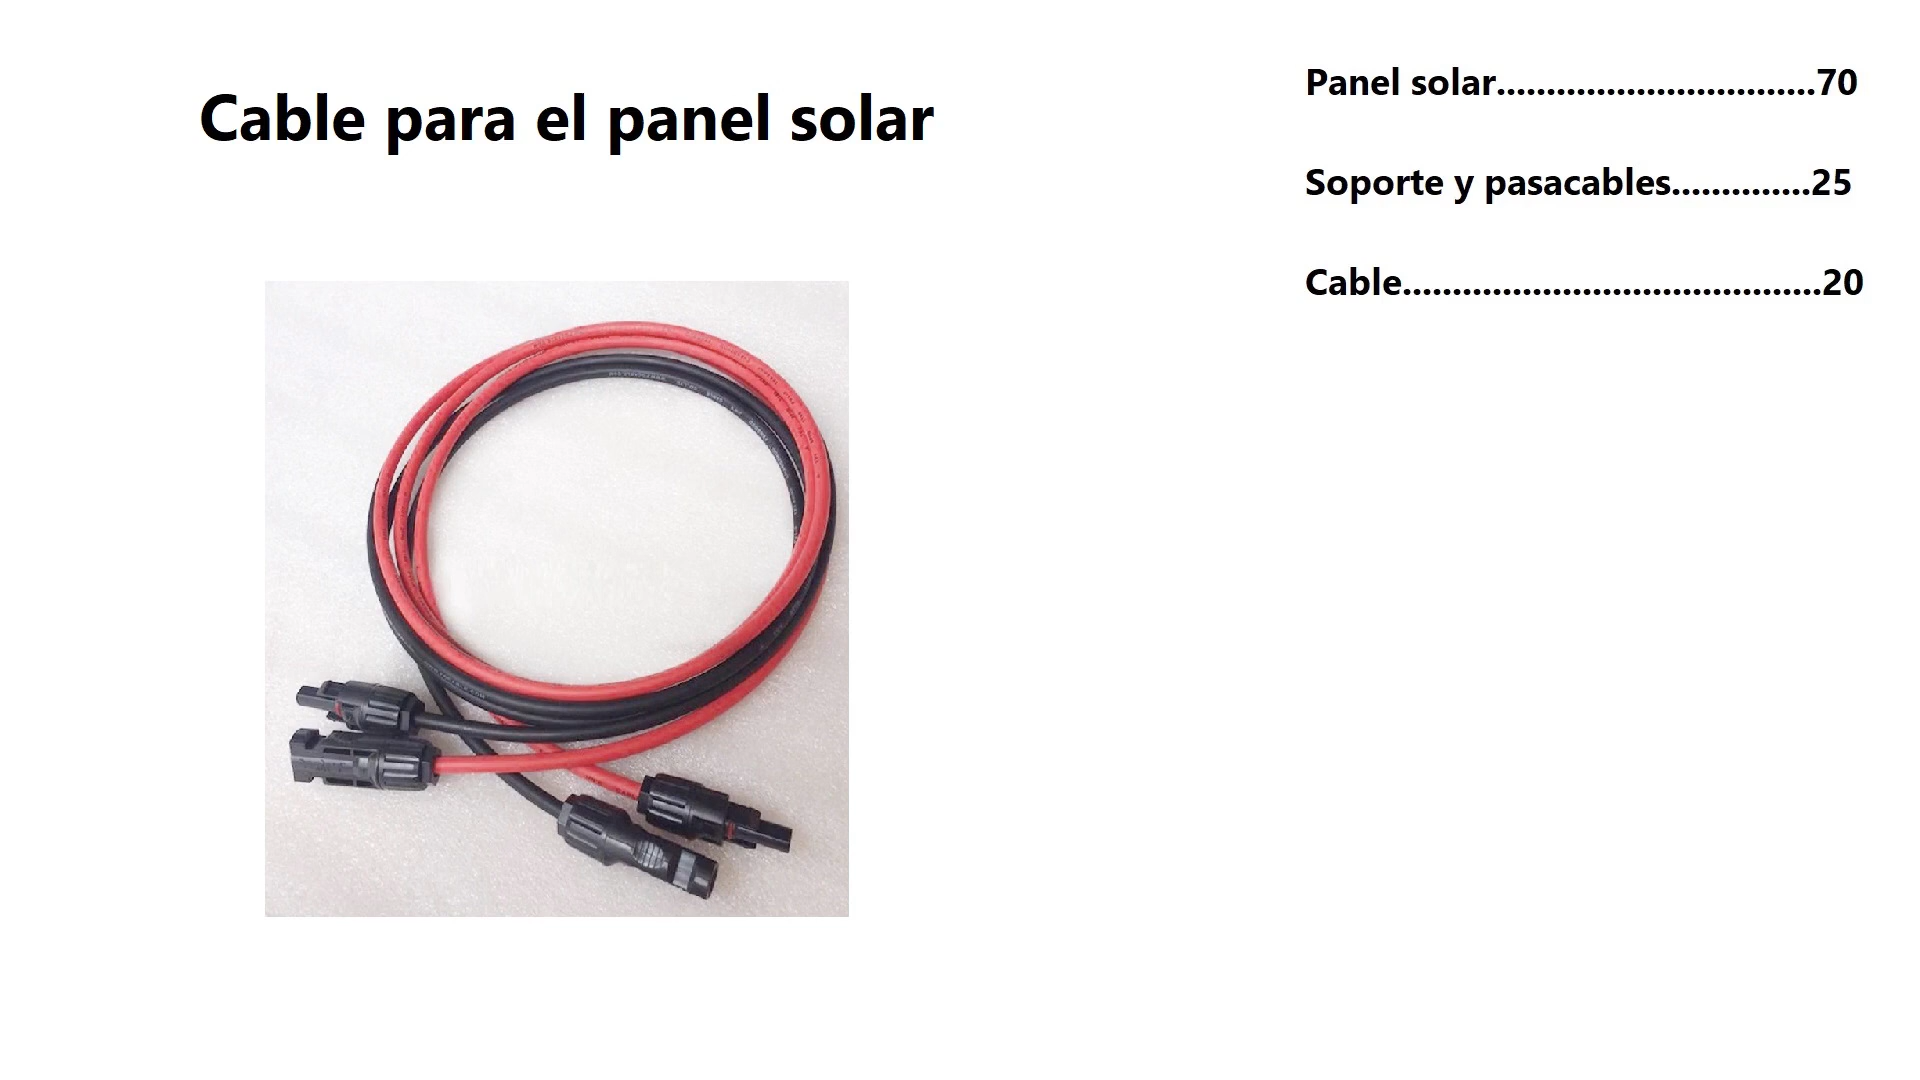 Cable para el panel solar
Panel solar................................70
Soporte y pasacables..............25
Cable..........................................20